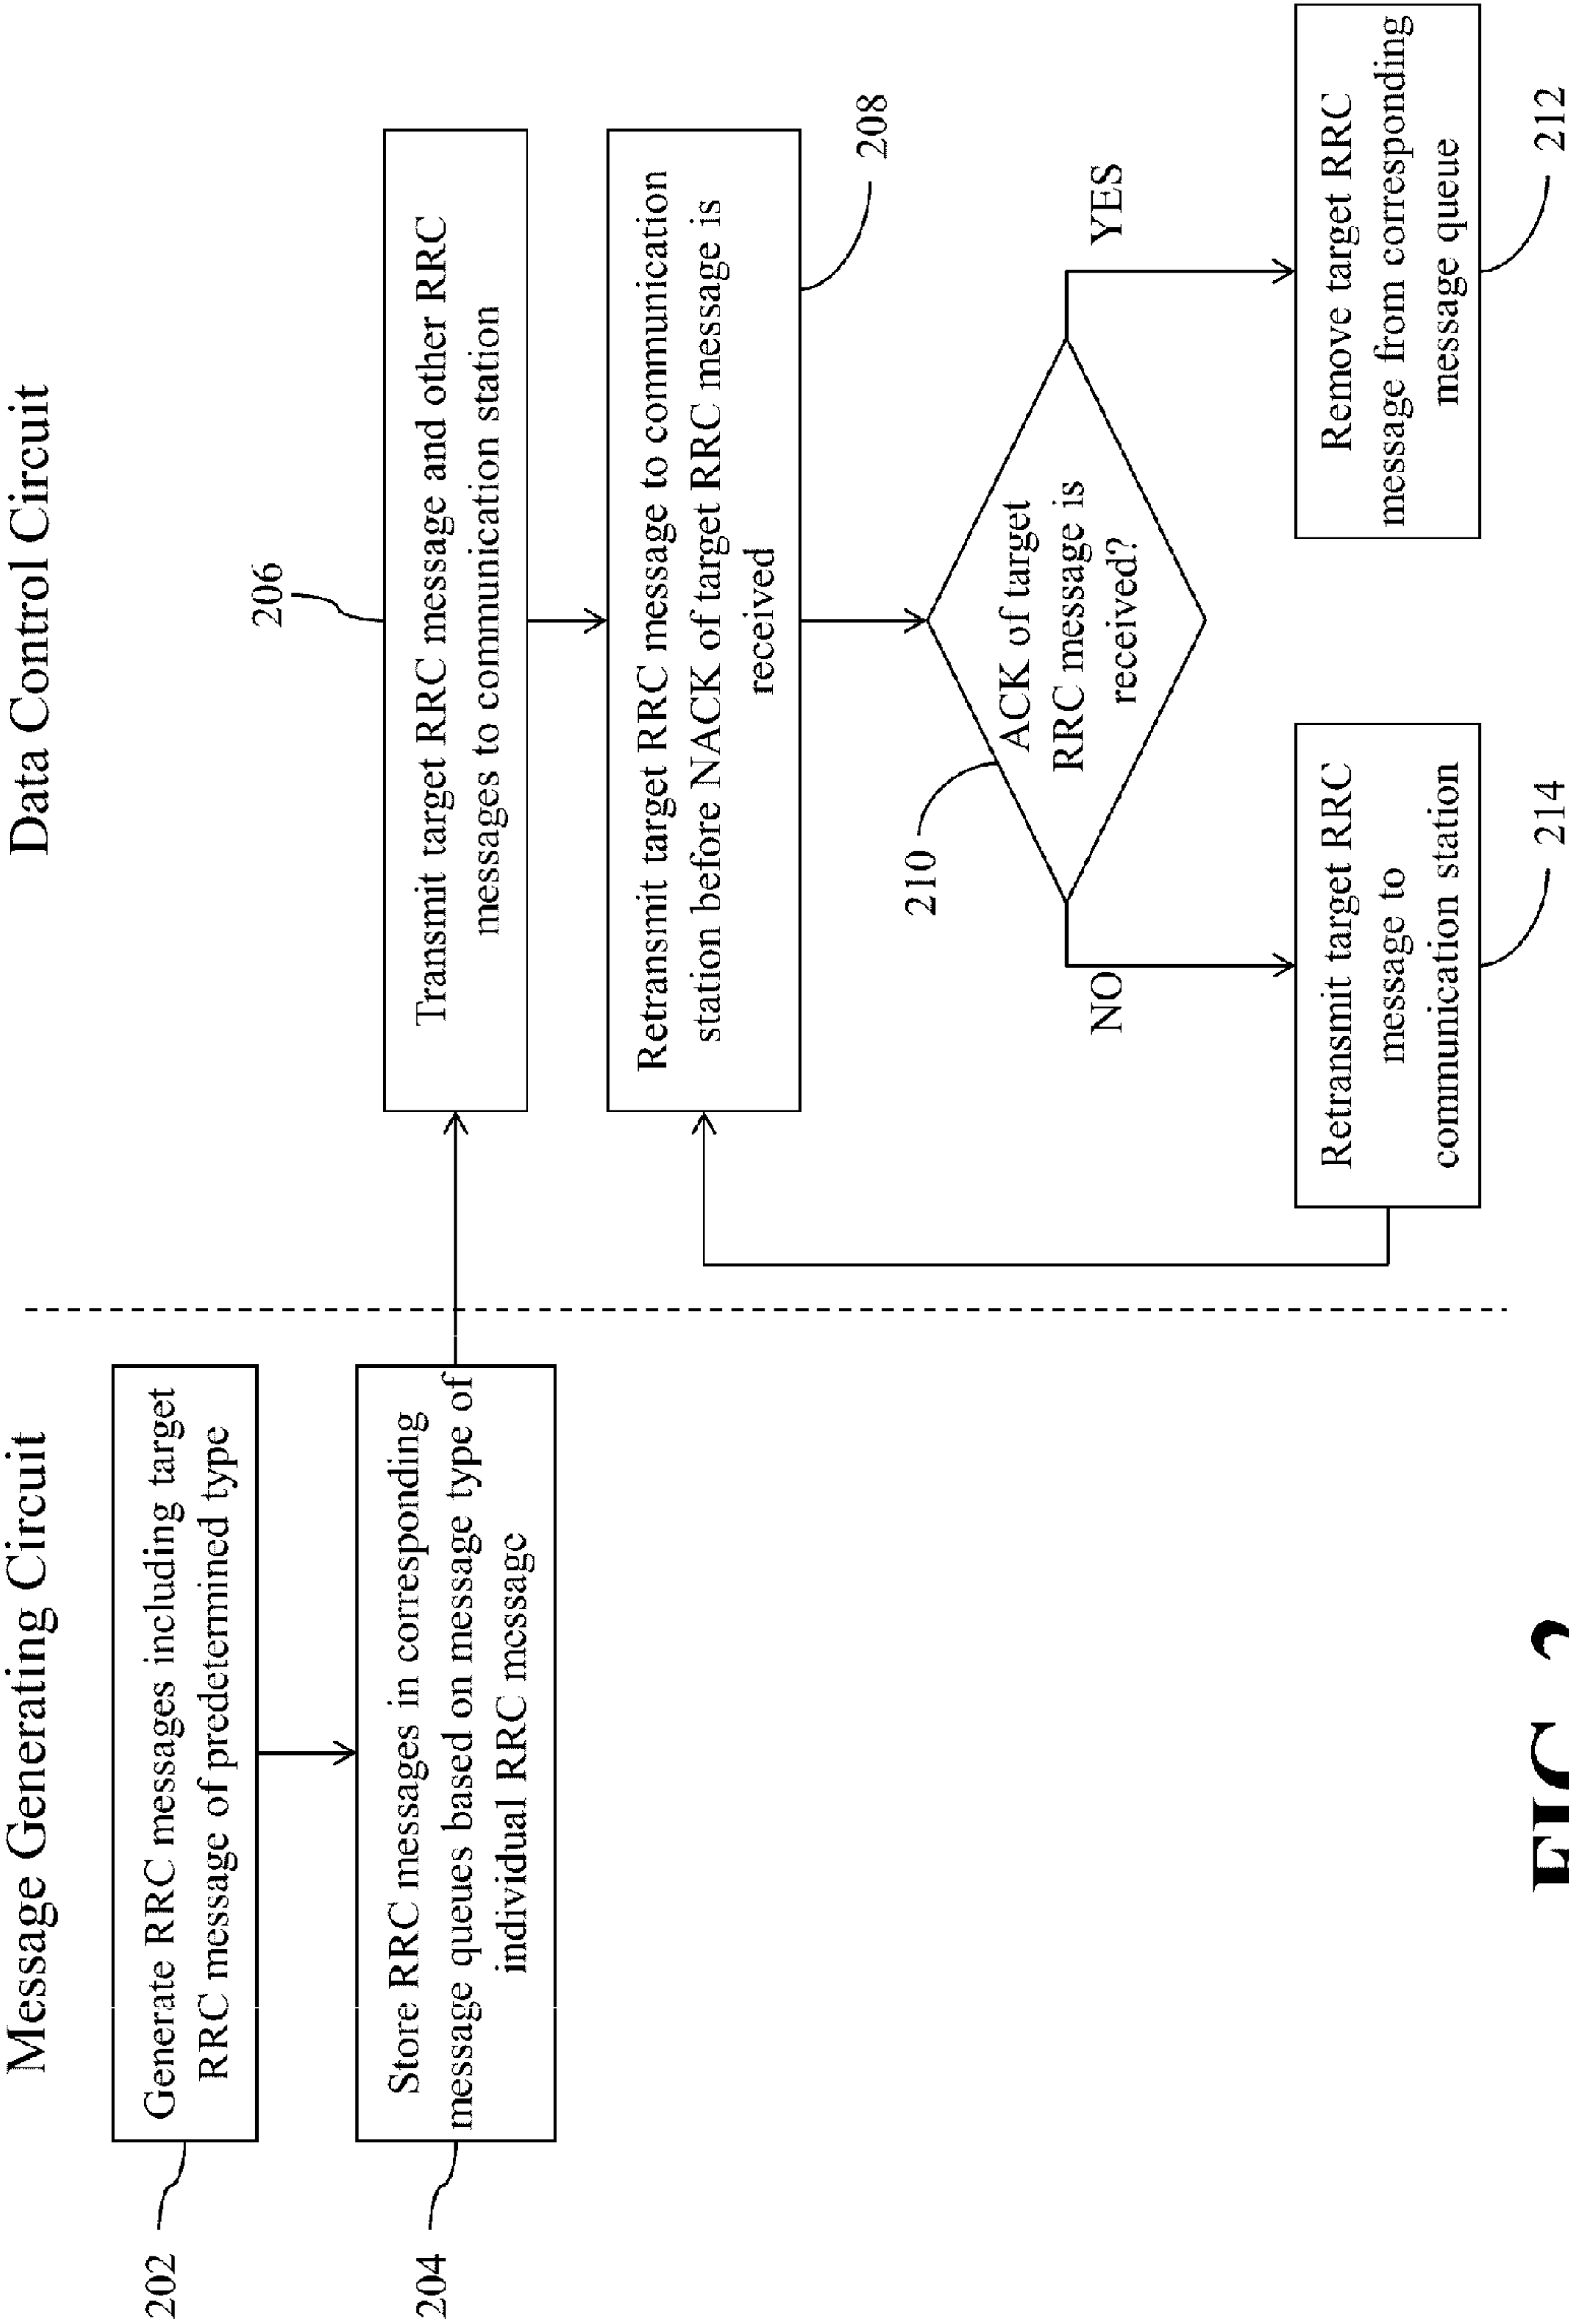 Message Generating Circuit
Data Control Circuit
202
Generate RRC messages including target
RRC message of predetermined type
204
Store RRC messages in corresponding
message queues based on message type of
individual RRC message
206
Transmit target RRC message and other RRC
messages to communication station
Retransmit target RRC message to communication
station before NACK of target RRC message is
received
208
210
ACK of target
RRC message is
received?
NO
YES
Retransmit target RRC
message to
communication station
214
Remove target RRC
message from corresponding
message queue
212